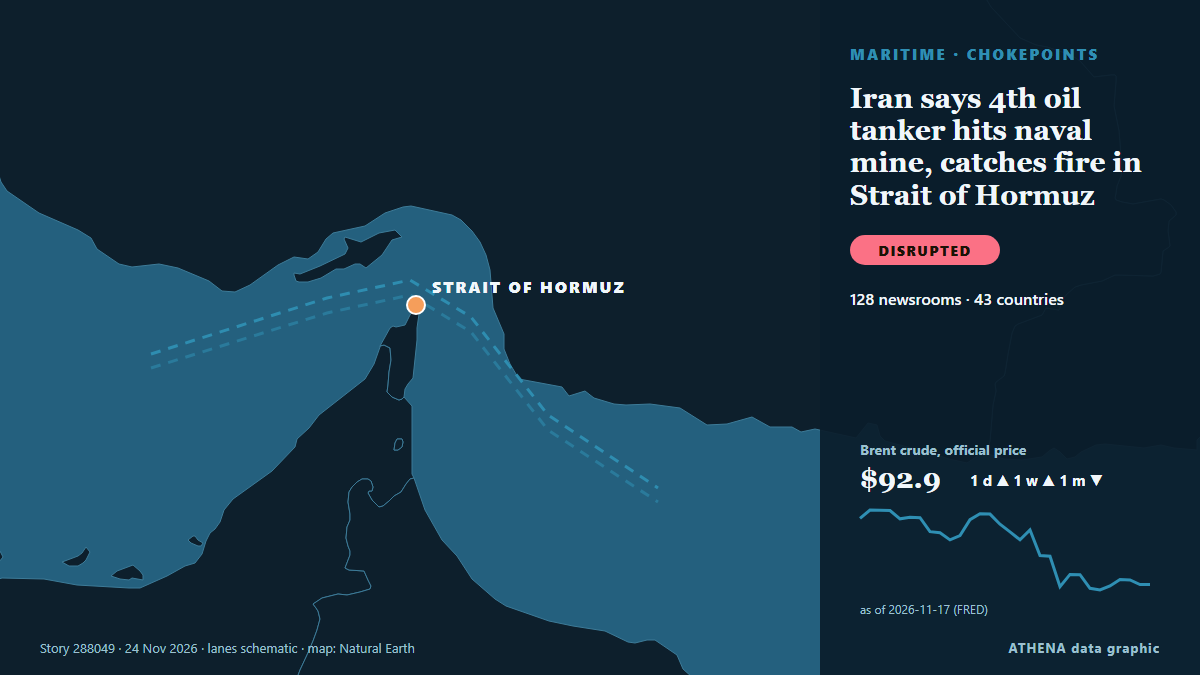 MARITIME · CHOKEPOINTS
Iran says 4th oil
tanker hits naval
mine, catches fire in
Strait of Hormuz
DISRUPTED
128 newsrooms · 43 countries
STRAIT OF HORMUZ
Brent crude, official price
$92.9 1 d ▲ 1 w ▲ 1 m ▼
as of 2026-11-17 (FRED)
Story 288049 · 24 Nov 2026 · lanes schematic · map: Natural Earth
ATHENA data graphic